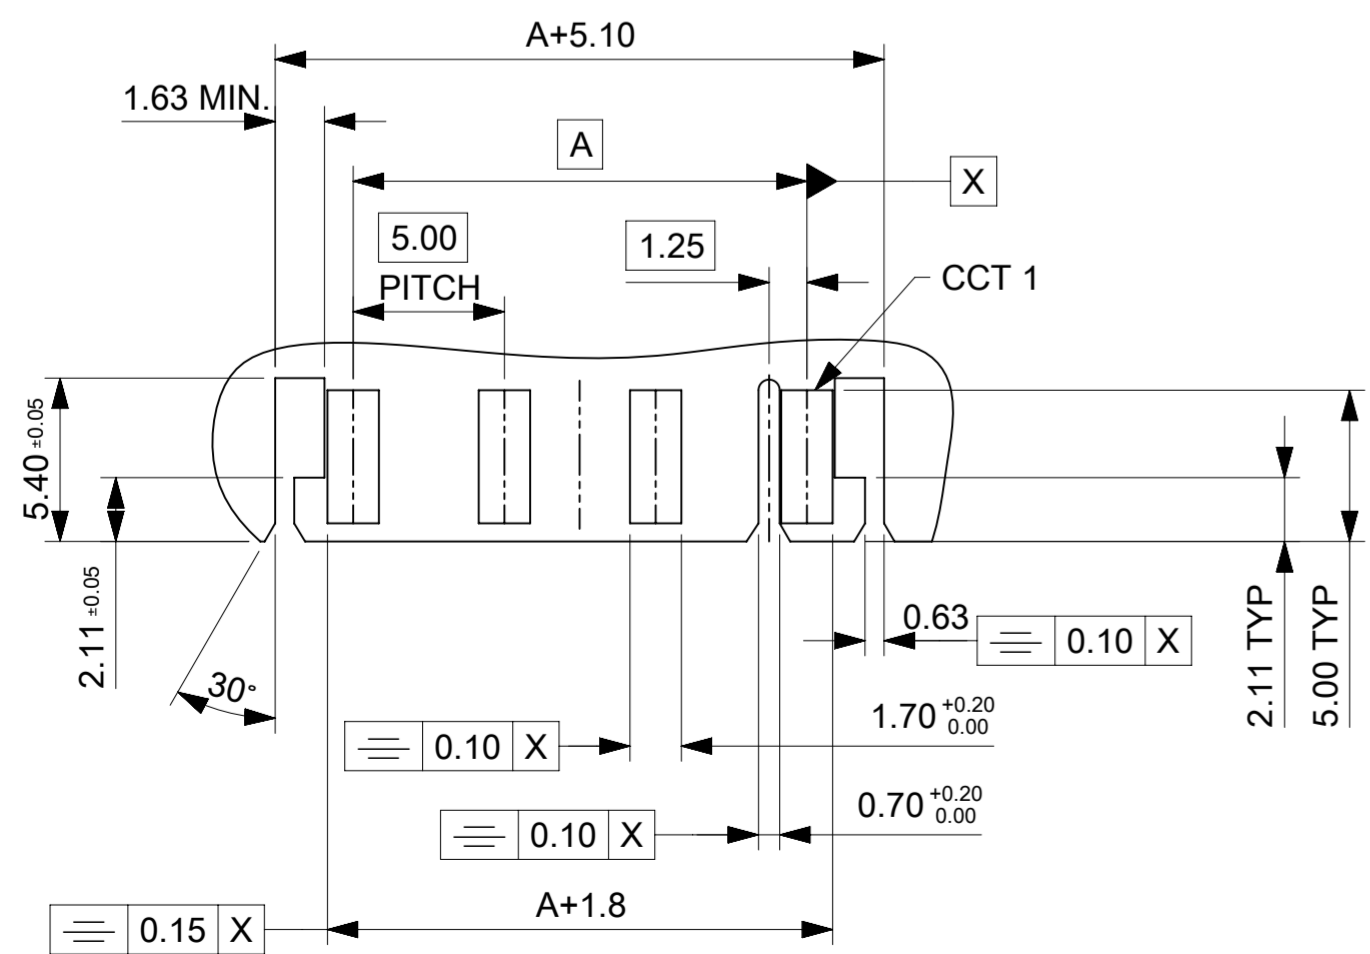 A+5.10
1.63 MIN.
A
X
5.00
PITCH
1.25
CCT 1
5.40 ±0.05
2.11 ±0.05
30°
0.63
0.10 X
2.11 TYP
5.00 TYP
1.70 +0.20
0.00
0.10 X
0.70 +0.20
0.00
0.10 X
A+1.8
0.15 X